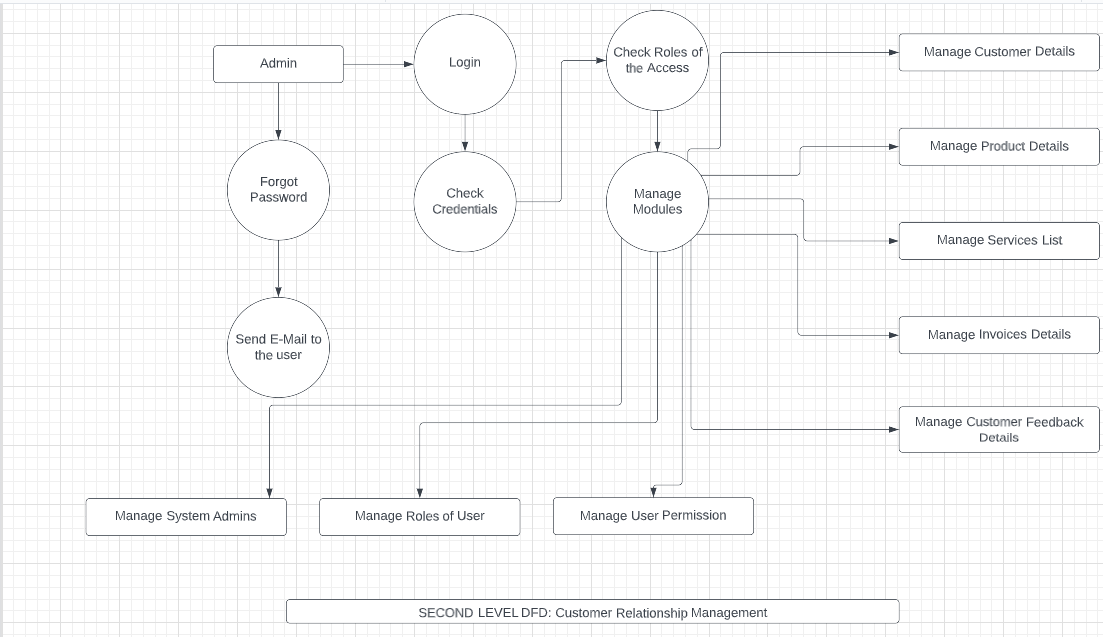 Admin
Login
Check Roles of
the Access
Manage Customer Details
Manage Product Details
Forgot
Password
Check
Credentials
Manage
Modules
Manage Services List
Send E-Mail to
the user
Manage Invoices Details
Manage Customer Feedback
Details
Manage System Admins
Manage Roles of User
Manage User Permission
SECOND LEVEL DFD: Customer Relationship Management